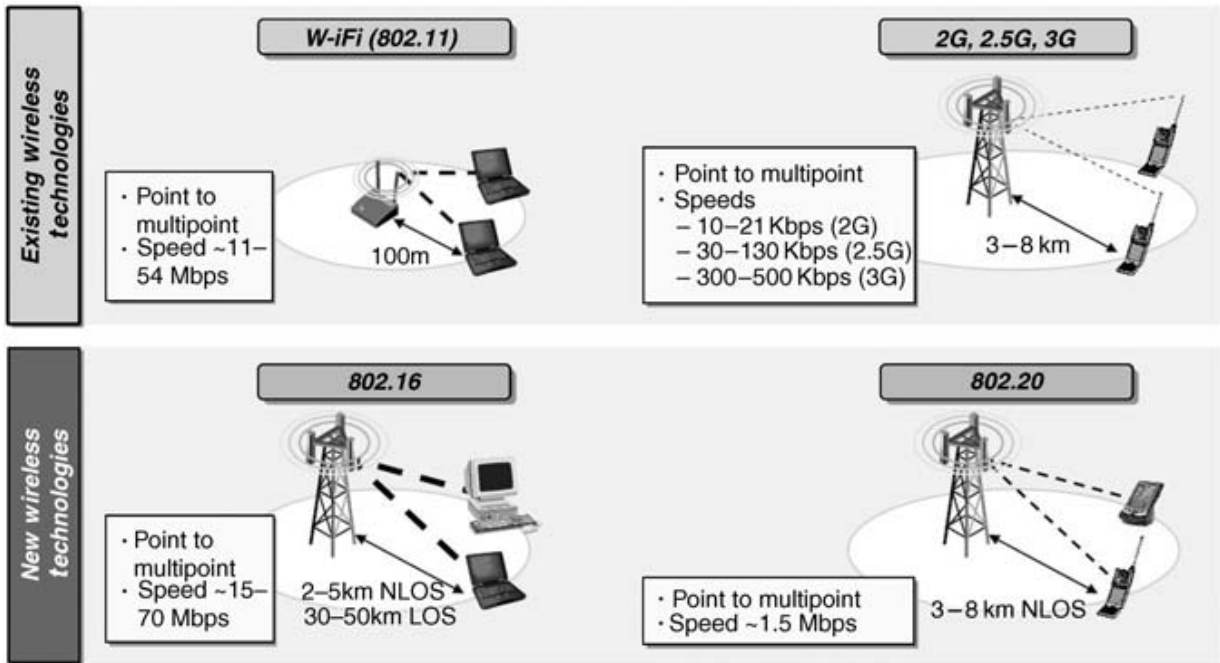 Existing wireless
technologies
W-iFi (802.11)
· Point to
multipoint
· Speed ~11–
54 Mbps
100m
2G, 2.5G, 3G
· Point to multipoint
· Speeds
– 10–21 Kbps (2G)
– 30–130 Kbps (2.5G)
– 300–500 Kbps (3G)
3–8 km
New wireless
technologies
802.16
· Point to
multipoint
· Speed ~15–
70 Mbps
2–5km NLOS
30–50km LOS
802.20
· Point to multipoint
· Speed ~1.5 Mbps
3–8 km NLOS